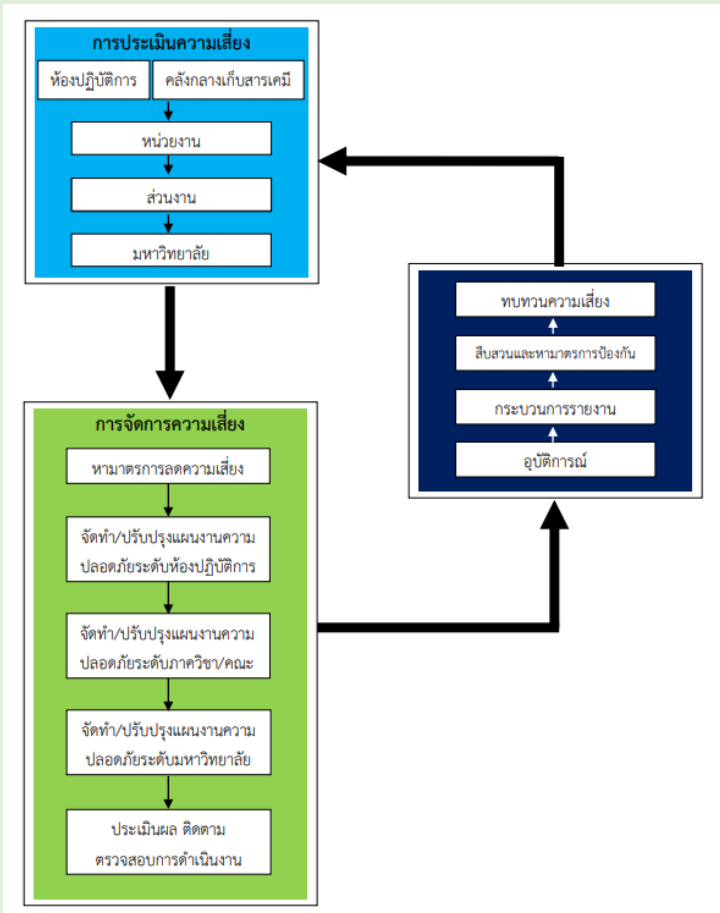 การประเมินความเสี่ยง
ห้องปฏิบัติการ
คลังกลางเก็บสารเคมี
หน่วยงาน
ส่วนงาน
มหาวิทยาลัย
การจัดการความเสี่ยง
หามาตรการลดความเสี่ยง
จัดทำ/ปรับปรุงแผนงานความ
ปลอดภัยระดับห้องปฏิบัติการ
จัดทำ/ปรับปรุงแผนงานความ
ปลอดภัยระดับภาควิชา/คณะ
จัดทำ/ปรับปรุงแผนงานความ
ปลอดภัยระดับมหาวิทยาลัย
ประเมินผล ติดตาม
ตรวจสอบการดำเนินงาน
ทบทวนความเสี่ยง
สืบสวนและหามาตรการป้องกัน
กระบวนการรายงาน
อุบัติการณ์